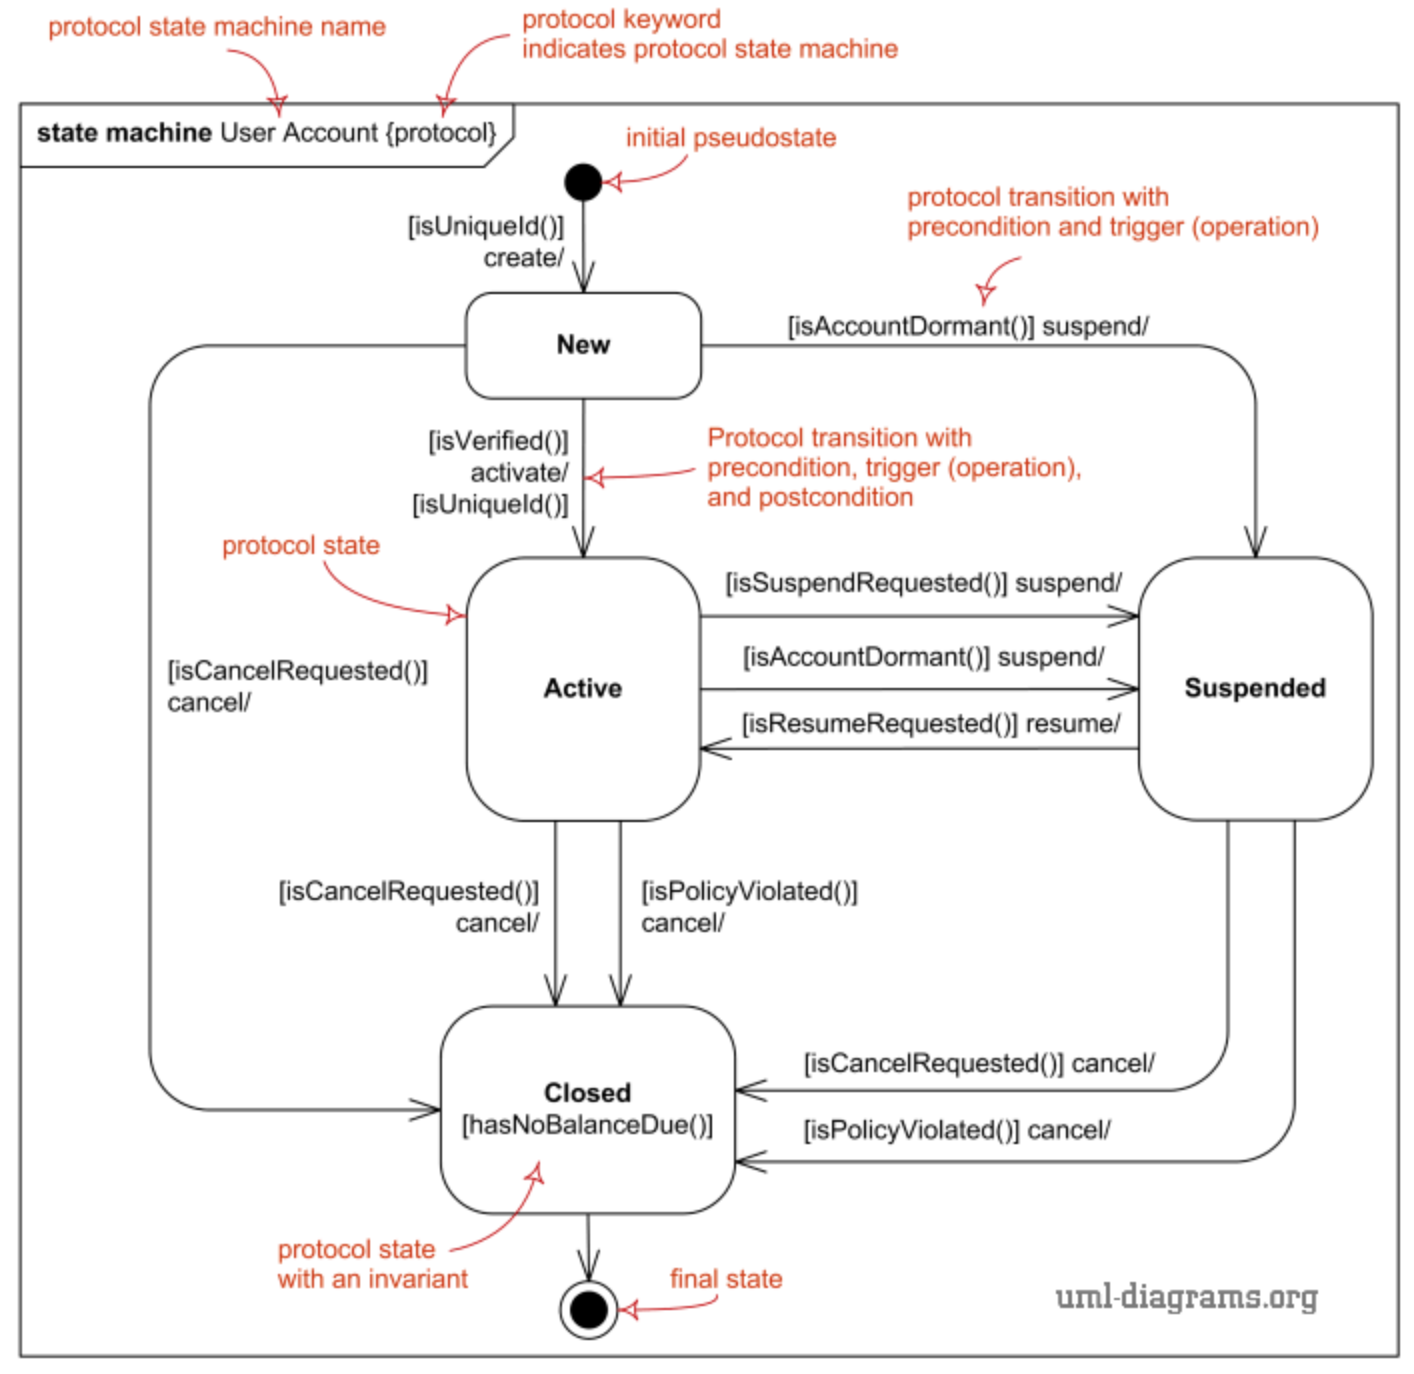 protocol state machine name
protocol keyword
indicates protocol state machine
state machine User Account {protocol}
initial pseudostate
protocol transition with
precondition and trigger (operation)
[isUniqueId()]
create/
[isAccountDormant()] suspend/
New
[isVerified()]
activate/
[isUniqueId()]
Protocol transition with
precondition, trigger (operation),
and postcondition
protocol state
[isSuspendRequested()] suspend/
[isCancelRequested()]
cancel/
[isAccountDormant()] suspend/
Active
Suspended
[isResumeRequested()] resume/
[isCancelRequested()]
cancel/
[isPolicyViolated()]
cancel/
[isCancelRequested()] cancel/
Closed
[hasNoBalanceDue()]
[isPolicyViolated()] cancel/
protocol state
with an invariant
final state
uml-diagrams.org